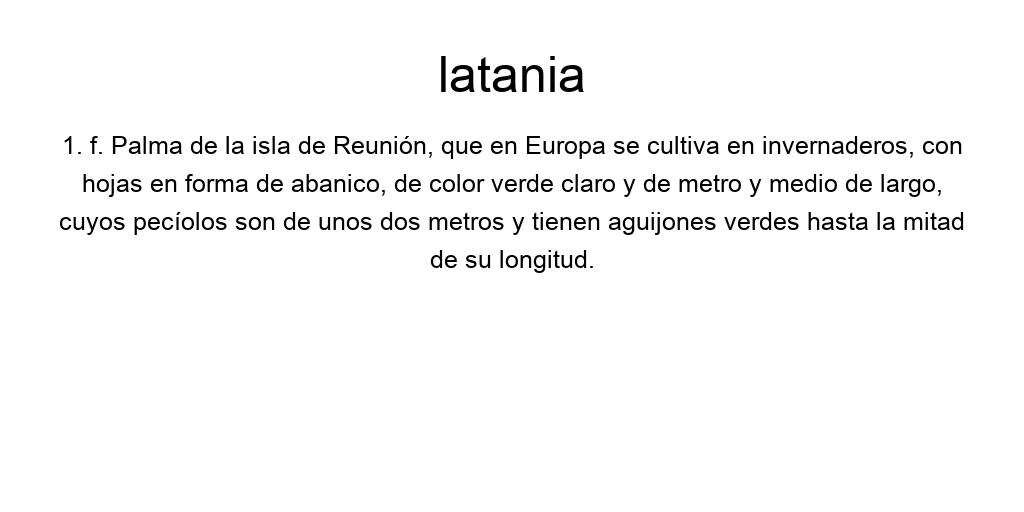 latania
1. f. Palma de la isla de Reunión, que en Europa se cultiva en invernaderos, con
hojas en forma de abanico, de color verde claro y de metro y medio de largo,
cuyos pecíolos son de unos dos metros y tienen aguijones verdes hasta la mitad
de su longitud.